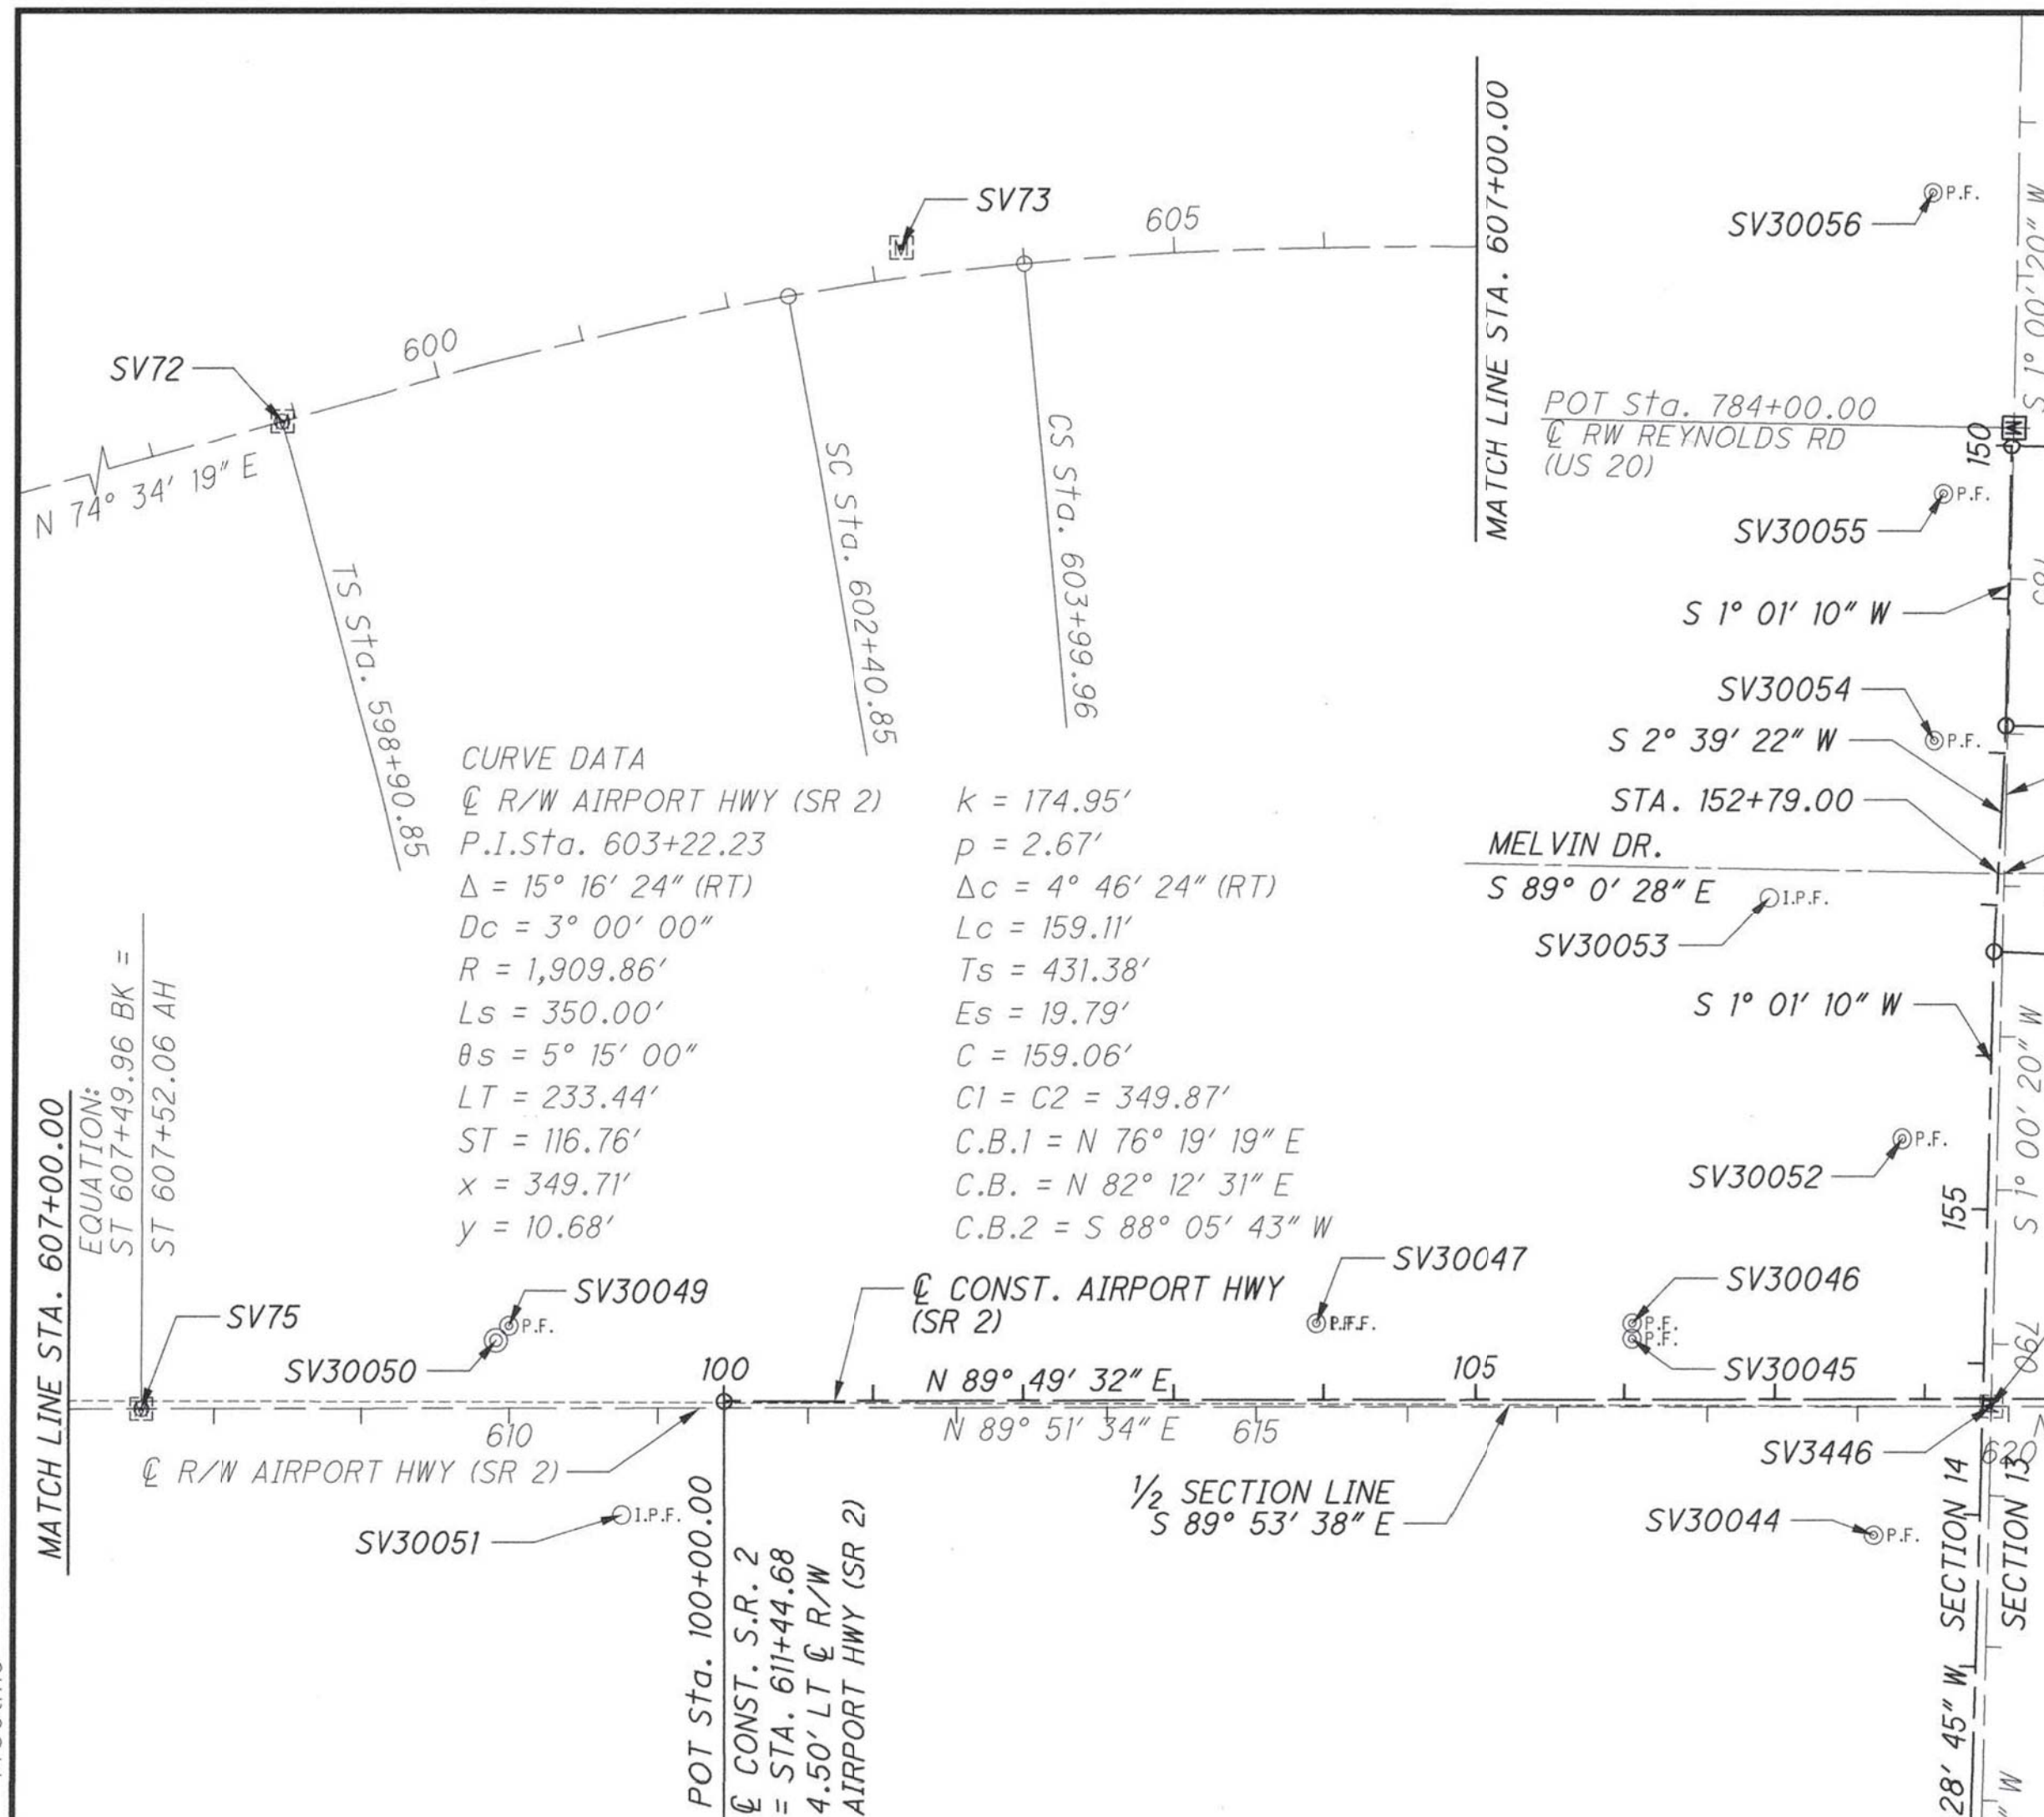 SV73
605
MATCH LINE STA. 607+00.00
SV30056
P.F.
S 1° 00' 20" W
600
SV72
N 74° 34' 19" E
TS Sta. 598+90.85
SC Sta. 602+40.85
CS Sta. 603+99.96
POT Sta. 784+00.00
℄ RW REYNOLDS RD
(US 20)
150
P.F.
SV30055
S 1° 01' 10" W
SV30054
P.F.
S 2° 39' 22" W
STA. 152+79.00
MELVIN DR.
S 89° 0' 28" E
I.P.F.
SV30053
S 1° 01' 10" W
CURVE DATA
℄ R/W AIRPORT HWY (SR 2)
P.I.Sta. 603+22.23
Δ = 15° 16' 24" (RT)
Dc = 3° 00' 00"
R = 1,909.86'
Ls = 350.00'
θs = 5° 15' 00"
LT = 233.44'
ST = 116.76'
x = 349.71'
y = 10.68'
k = 174.95'
p = 2.67'
Δc = 4° 46' 24" (RT)
Lc = 159.11'
Ts = 431.38'
Es = 19.79'
C = 159.06'
C1 = C2 = 349.87'
C.B.1 = N 76° 19' 19" E
C.B. = N 82° 12' 31" E
C.B.2 = S 88° 05' 43" W
P.F.
SV30052
155
S 1° 00' 20" W
MATCH LINE STA. 607+00.00
EQUATION:
ST 607+49.96 BK =
ST 607+52.06 AH
SV75
SV30049
P.F.
SV30050
℄ CONST. AIRPORT HWY
(SR 2)
SV30047
SV30046
P.F.
P.F.
SV30045
790
100
N 89° 49' 32" E
105
610
N 89° 51' 34" E
615
620
N
℄ R/W AIRPORT HWY (SR 2)
SV3446
I.P.F.
SV30051
½ SECTION LINE
S 89° 53' 38" E
SV30044
P.F.
POT Sta. 100+00.00
℄ CONST. S.R. 2
= STA. 611+44.68
4.50' LT ℄ R/W
AIRPORT HWY (SR 2)
28' 45" W
SECTION 14
SECTION 13
" W